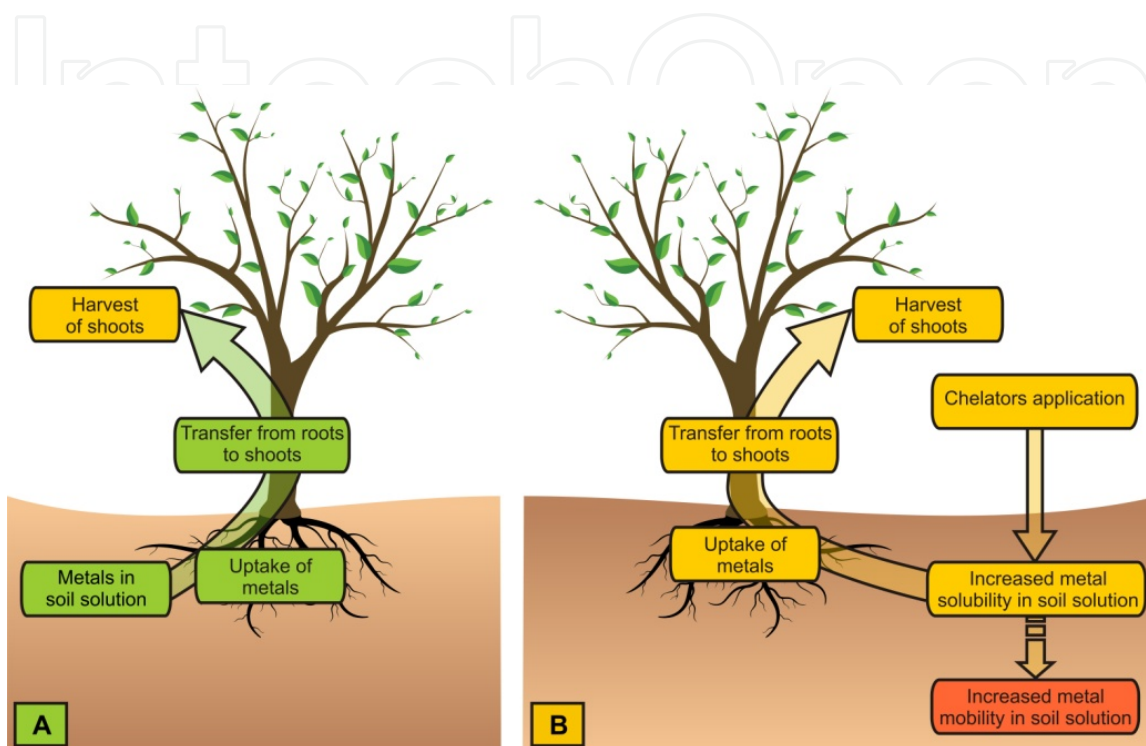 IntechOpen
Harvest
of shoots
Transfer from roots
to shoots
Metals in
soil solution
Uptake of
metals
A
Harvest
of shoots
Chelators application
Transfer from roots
to shoots
Uptake of
metals
Increased metal
solubility in soil solution
Increased metal
mobility in soil solution
B